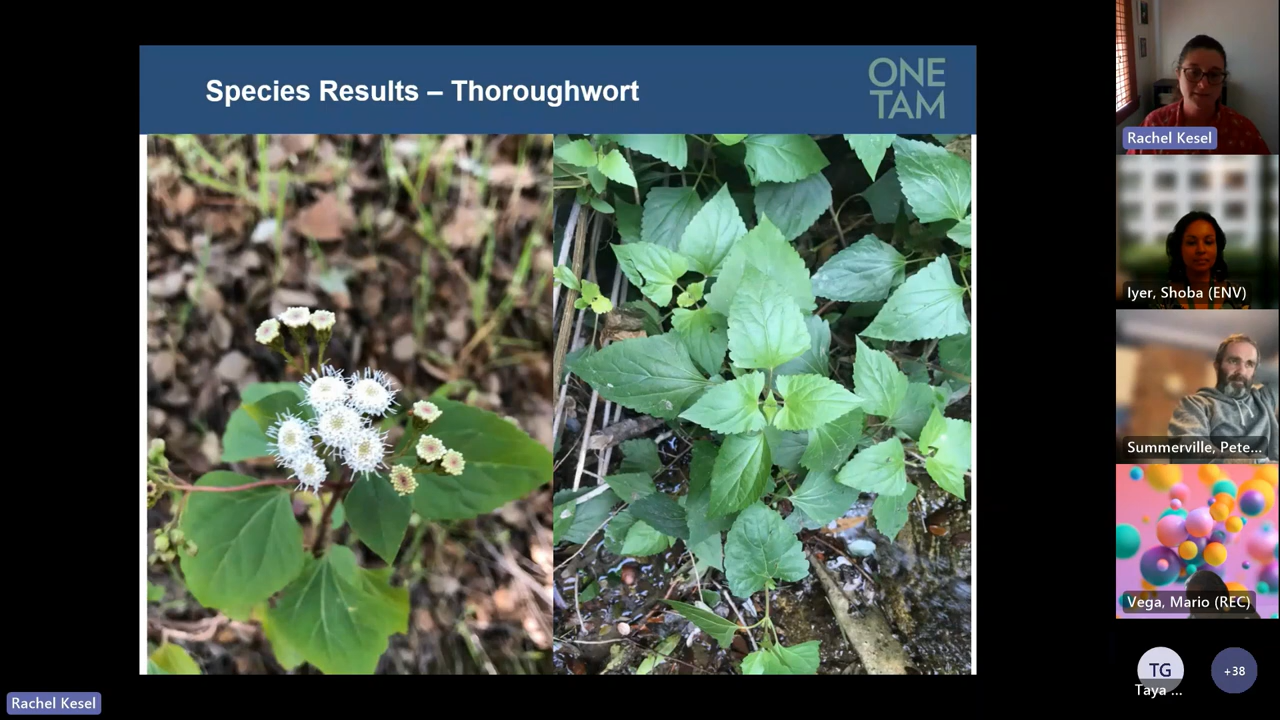 Species Results – Thoroughwort
ONE
TAM
Rachel Kesel
Iyer, Shoba (ENV)
Summerville, Pete...
Vega, Mario (REC)
TG
Taya ...
+38
Rachel Kesel